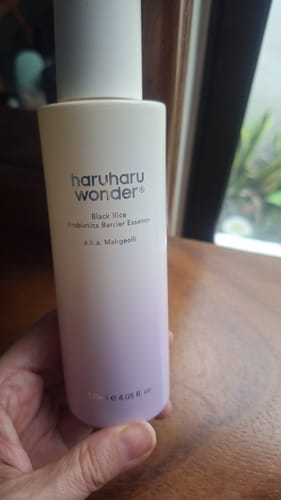 haruharu
wonder®
Black Rice
Probiotics Barrier Essence
a.k.a. Makgeolli
℮ 4.05 fl. oz